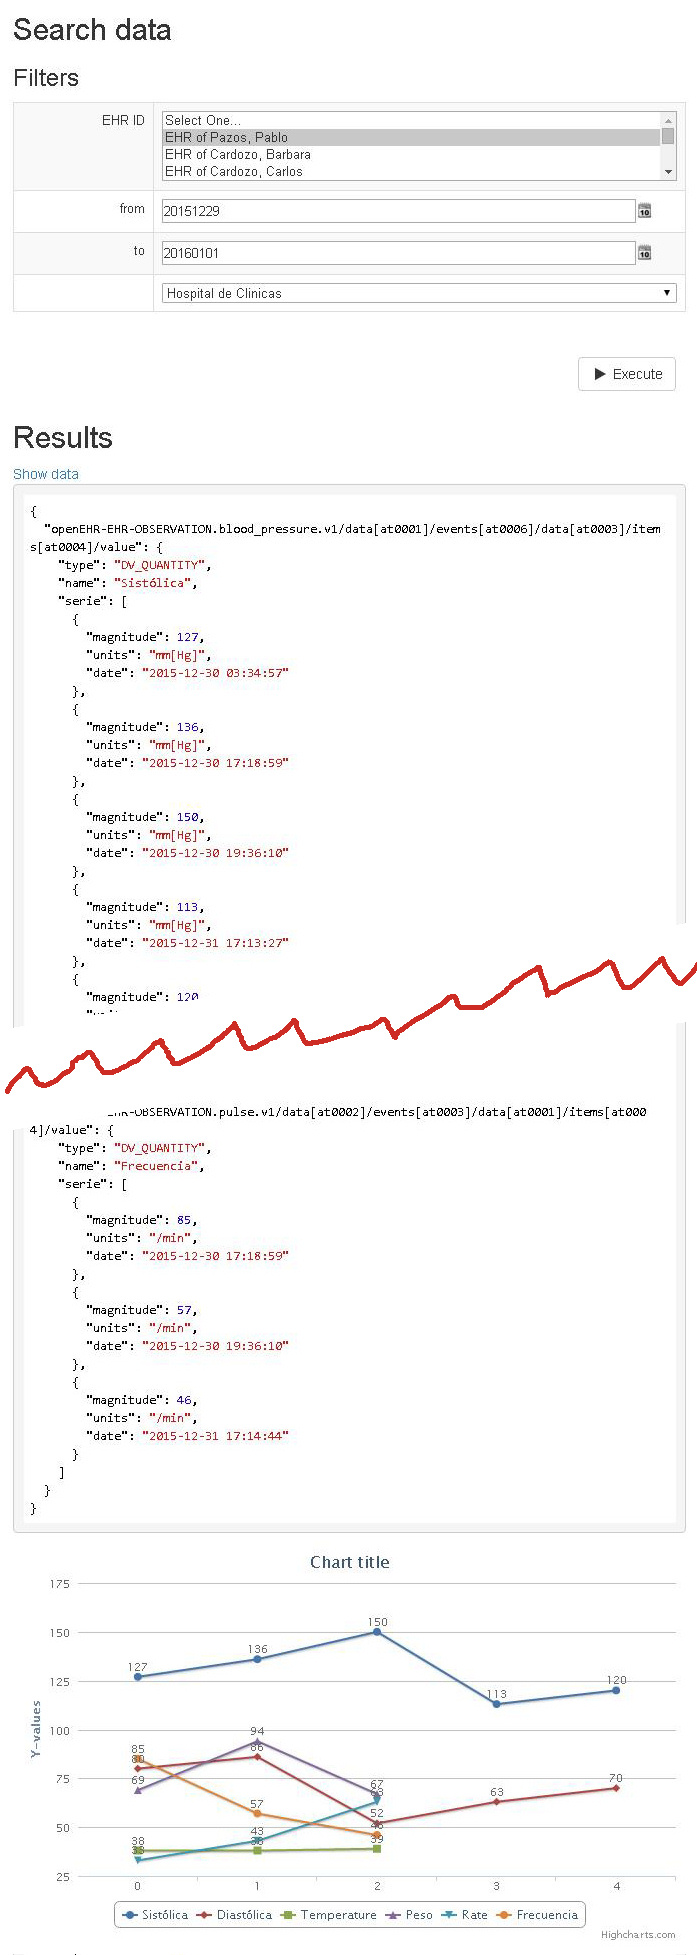 Search data
Filters
EHR ID
Select One...
EHR of Pazos, Pablo
EHR of Cardozo, Barbara
EHR of Cardozo, Carlos
from
20151229
to
20160101
Hospital de Clinicas
Execute
Results
Show data
{
"openEHR-EHR-OBSERVATION.blood_pressure.v1/data[at0001]/events[at0006]/data[at0003]/item
s[at0004]/value": {
"type": "DV_QUANTITY",
"name": "Sistólica",
"serie": [
{
"magnitude": 127,
"units": "mm[Hg]",
"date": "2015-12-30 03:34:57"
},
{
"magnitude": 136,
"units": "mm[Hg]",
"date": "2015-12-30 17:18:59"
},
{
"magnitude": 150,
"units": "mm[Hg]",
"date": "2015-12-30 19:36:10"
},
{
"magnitude": 113,
"units": "mm[Hg]",
"date": "2015-12-31 17:13:27"
},
{
"magnitude": 120
EHR-OBSERVATION.pulse.v1/data[at0002]/events[at0003]/data[at0001]/items[at000
4]/value": {
"type": "DV_QUANTITY",
"name": "Frecuencia",
"serie": [
{
"magnitude": 85,
"units": "/min",
"date": "2015-12-30 17:18:59"
},
{
"magnitude": 57,
"units": "/min",
"date": "2015-12-30 19:36:10"
},
{
"magnitude": 46,
"units": "/min",
"date": "2015-12-31 17:14:44"
}
]
}
}
Chart title
175
150
125
100
75
50
25
Y-values
127
136
150
113
120
85
80
69
94
86
67
63
70
57
52
43
38
39
0 1 2 3 4
Sistólica Diastólica Temperature Peso Rate Frecuencia
Highcharts.com